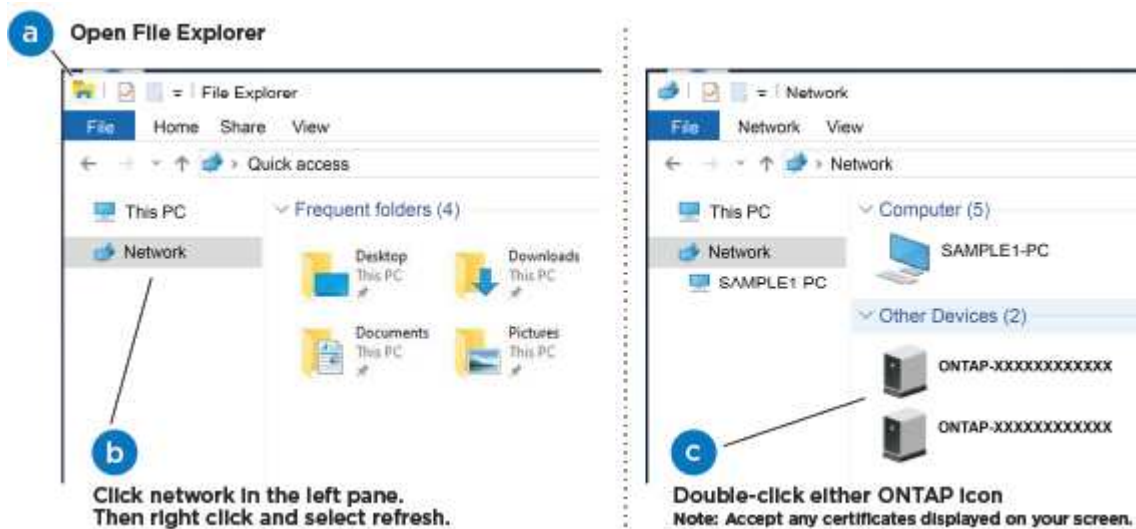 a Open File Explorer
File Explorer
File Home Share View
Quick access
This PC
Network
Frequent folders (4)
Desktop
This PC
Downloads
This PC
Documents
This PC
Pictures
This PC
b
Click network in the left pane.
Then right click and select refresh.
Network
File Network View
Network
This PC
Network
SAMPLE1 PC
Computer (5)
SAMPLE1-PC
Other Devices (2)
ONTAP-XXXXXXXXXXXX
ONTAP-XXXXXXXXXXXX
c
Double-click either ONTAP icon
Note: Accept any certificates displayed on your screen.